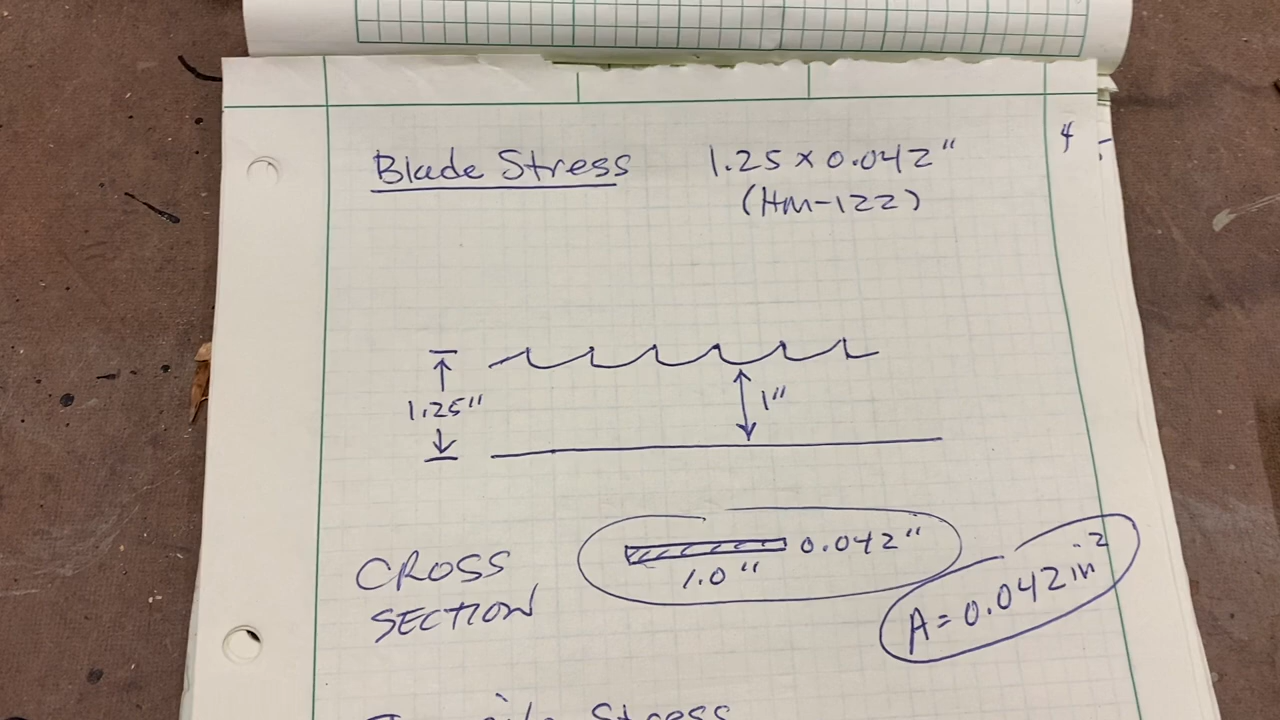 Blade Stress 1.25 x 0.042"
(HM-122)
4
1.25"
1"
CROSS
SECTION
0.042"
1.0"
A = 0.042 in²
Stress